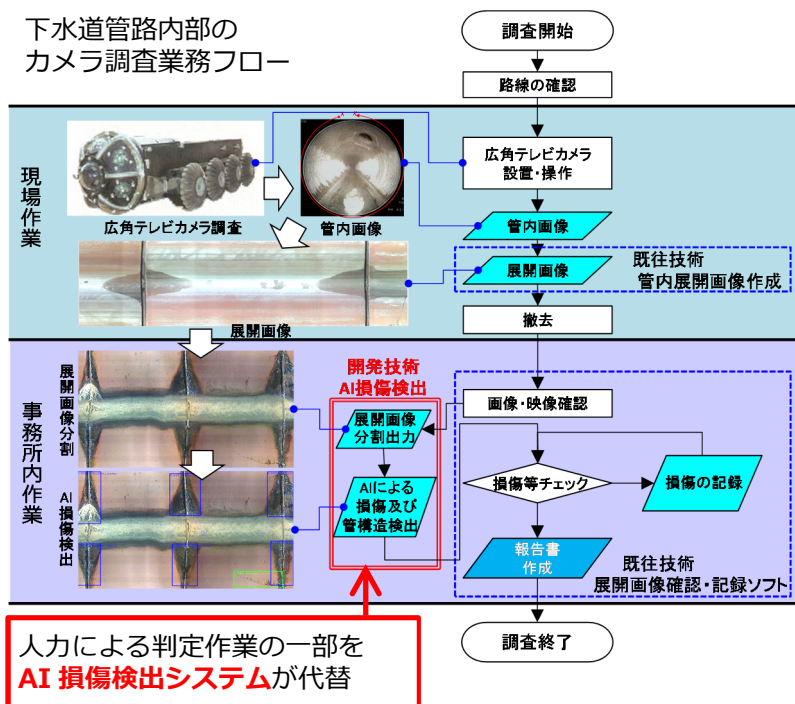 下水道管路内部の
カメラ調査業務フロー
調査開始
路線の確認
現場作業
広角テレビカメラ調査
管内画像
広角テレビカメラ
設置・操作
管内画像
展開画像
既往技術
管内展開画像作成
撤去
展開画像
事務所内作業
展開画像分割
AI損傷検出
開発技術
AI損傷検出
展開画像
分割出力
AIによる
損傷及び
管構造検出
画像・映像確認
損傷等チェック
損傷の記録
報告書
作成
既往技術
展開画像確認・記録ソフト
調査終了
人力による判定作業の一部を
AI 損傷検出システムが代替